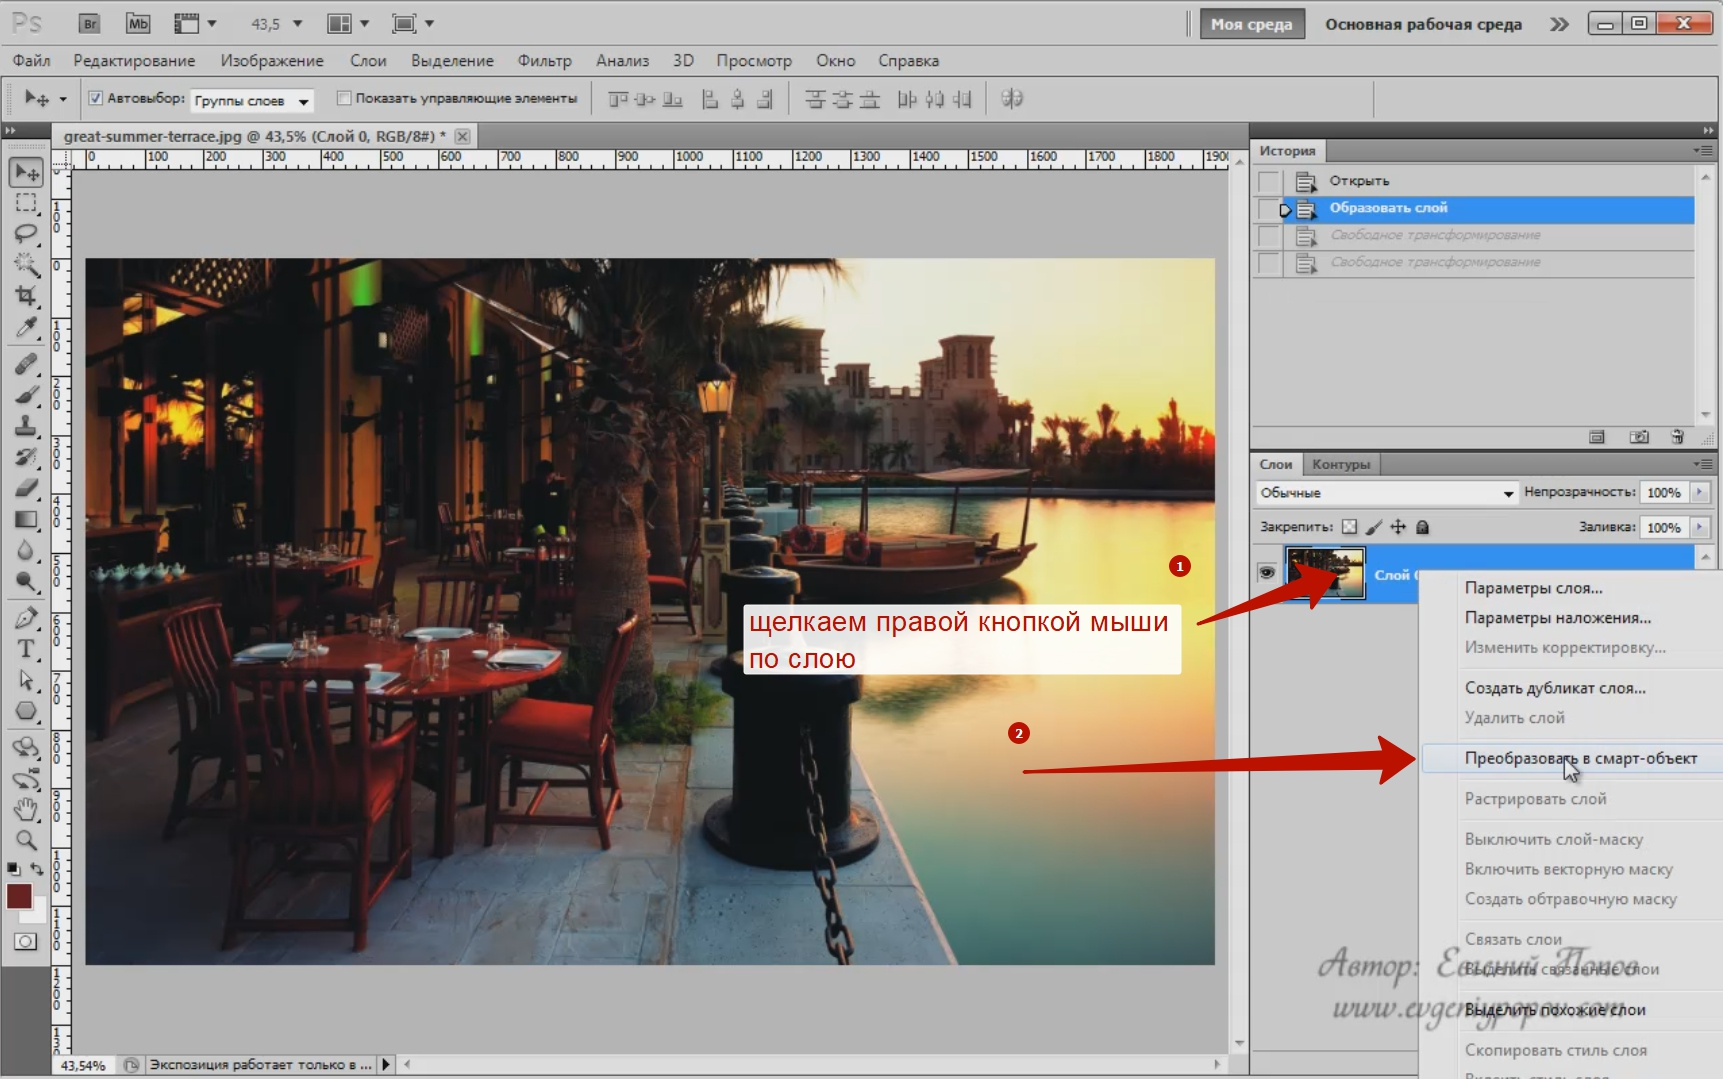 Ps Br Mb 43,5 Моя среда Основная рабочая среда
Файл Редактирование Изображение Слои Выделение Фильтр Анализ 3D Просмотр Окно Справка
Автовыбор: Группы слоев Показать управляющие элементы
great-summer-terrace.jpg @ 43,5% (Слой 0, RGB/8#) *
0 100 200 300 400 500 600 700 800 900 1000 1100 1200 1300 1400 1500 1600 1700 1800 190
История
Открыть
Образовать слой
Свободное трансформирование
Свободное трансформирование
Слои Контуры
Обычные Непрозрачность: 100%
Закрепить: Заливка: 100%
Слой
1
щелкаем правой кнопкой мыши
по слою
2
Параметры слоя...
Параметры наложения...
Изменить корректировку...
Создать дубликат слоя...
Удалить слой
Преобразовать в смарт-объект
Растрировать слой
Выключить слой-маску
Включить векторную маску
Создать обтравочную маску
Связать слои
Выделить связанные слои
Выделить похожие слои
Скопировать стиль слоя
Автор: Евгений Попов
www.evgeniypopov.com
43,54% Экспозиция работает только в ...